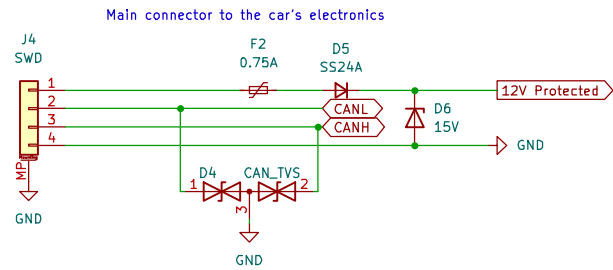 Main connector to the car's electronics
J4
SWD
F2
0.75A
D5
SS24A
1
12V Protected
2
CANL
D6
3
CANH
15V
4
GND
MP
D4
CAN_TVS
1
2
3
GND
GND